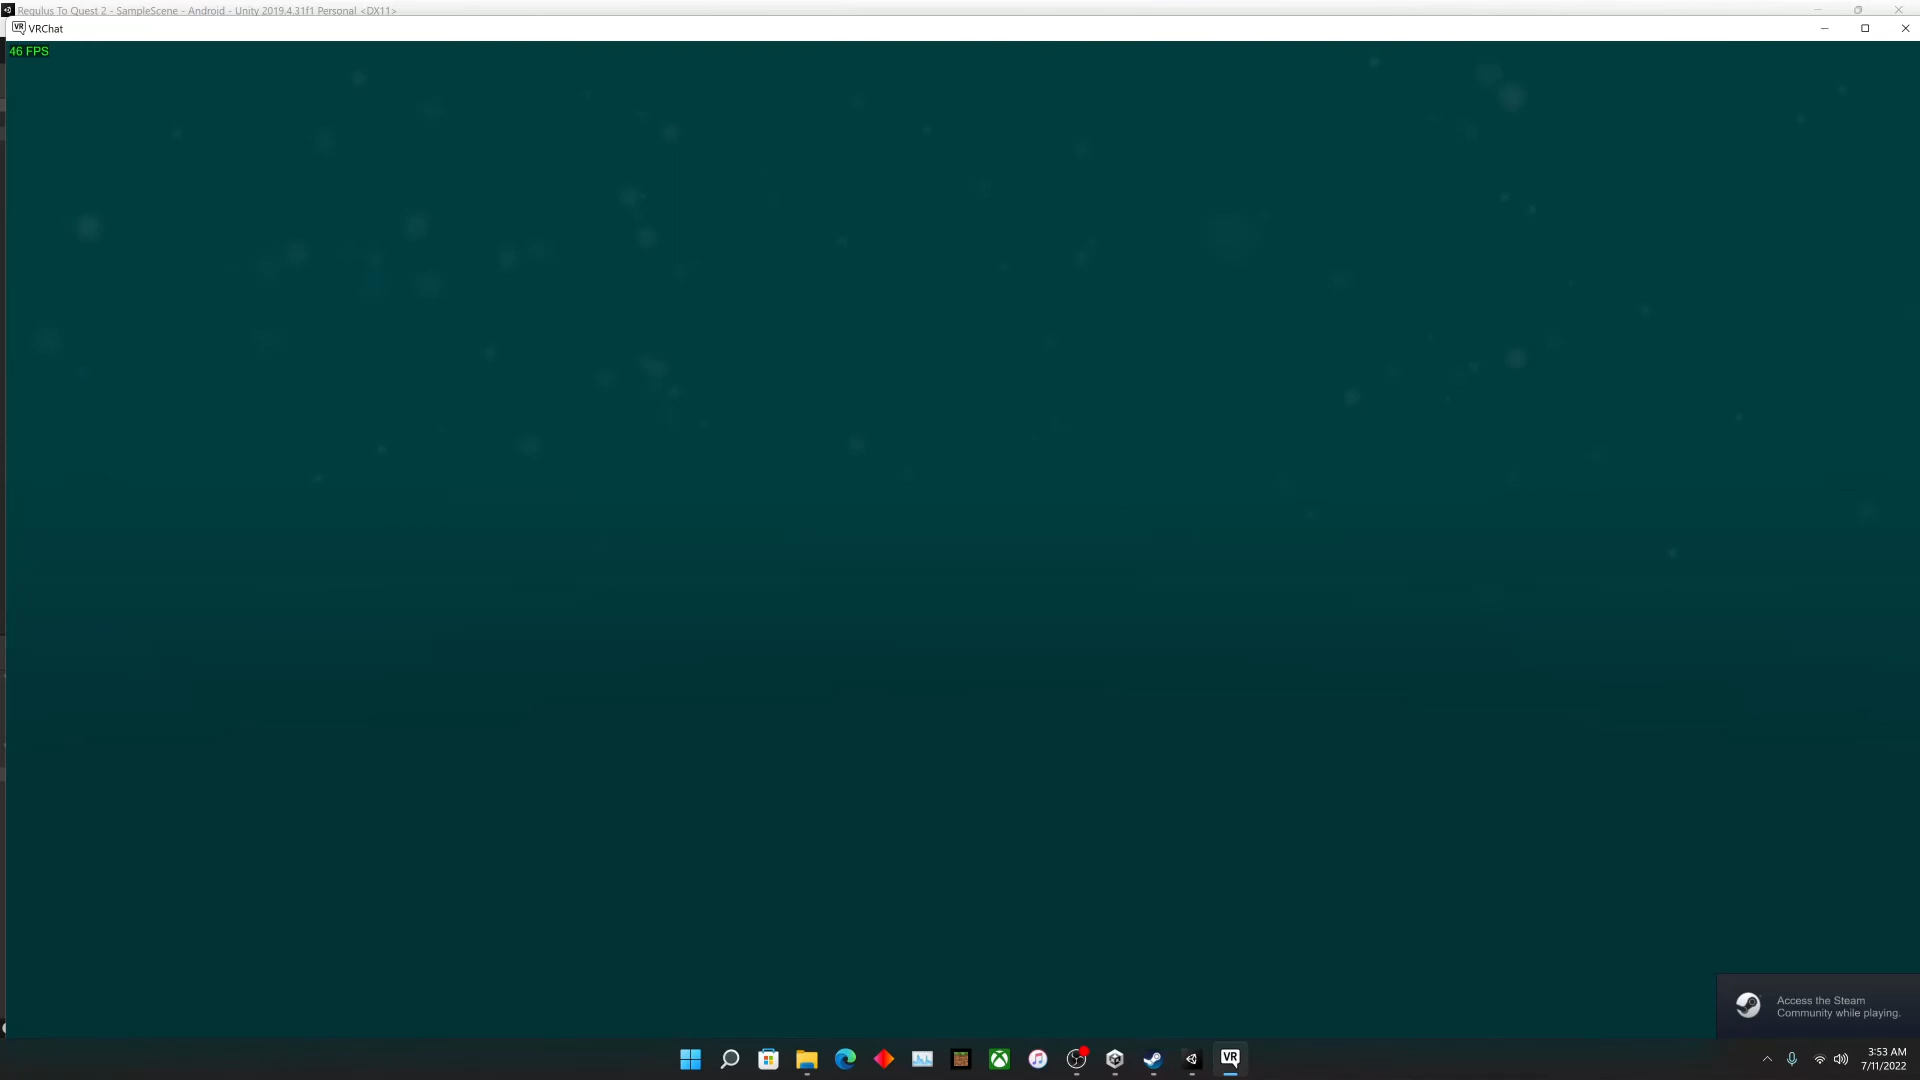 Regulus To Quest 2 - SampleScene - Android - Unity 2019.4.31f1 Personal <DX11>
VRChat
46 FPS
Access the Steam
Community while playing.
VR
3:53 AM
7/11/2022